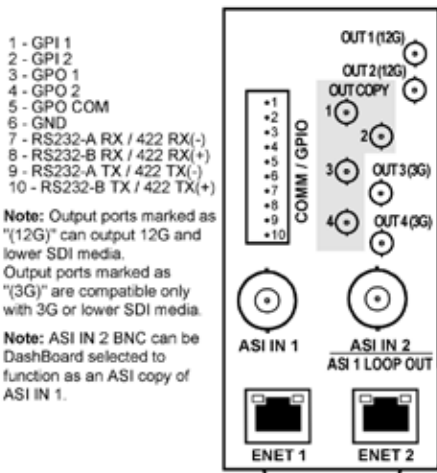 1 - GPI 1
2 - GPI 2
3 - GPO 1
4 - GPO 2
5 - GPO COM
6 - GND
7 - RS232-A RX / 422 RX(-)
8 - RS232-B RX / 422 RX(+)
9 - RS232-A TX / 422 TX(-)
10 - RS232-B TX / 422 TX(+)
Note: Output ports marked as
"(12G)" can output 12G and
lower SDI media.
Output ports marked as
"(3G)" are compatible only
with 3G or lower SDI media.
Note: ASI IN 2 BNC can be
DashBoard selected to
function as an ASI copy of
ASI IN 1.
OUT 1 (12G)
OUT 2 (12G)
OUT COPY
1
2
3
4
OUT 3 (3G)
OUT 4 (3G)
•1
•2
•3
•4
•5
•6
•7
•8
•9
•10
COMM / GPIO
ASI IN 1
ASI IN 2
ASI 1 LOOP OUT
ENET 1
ENET 2